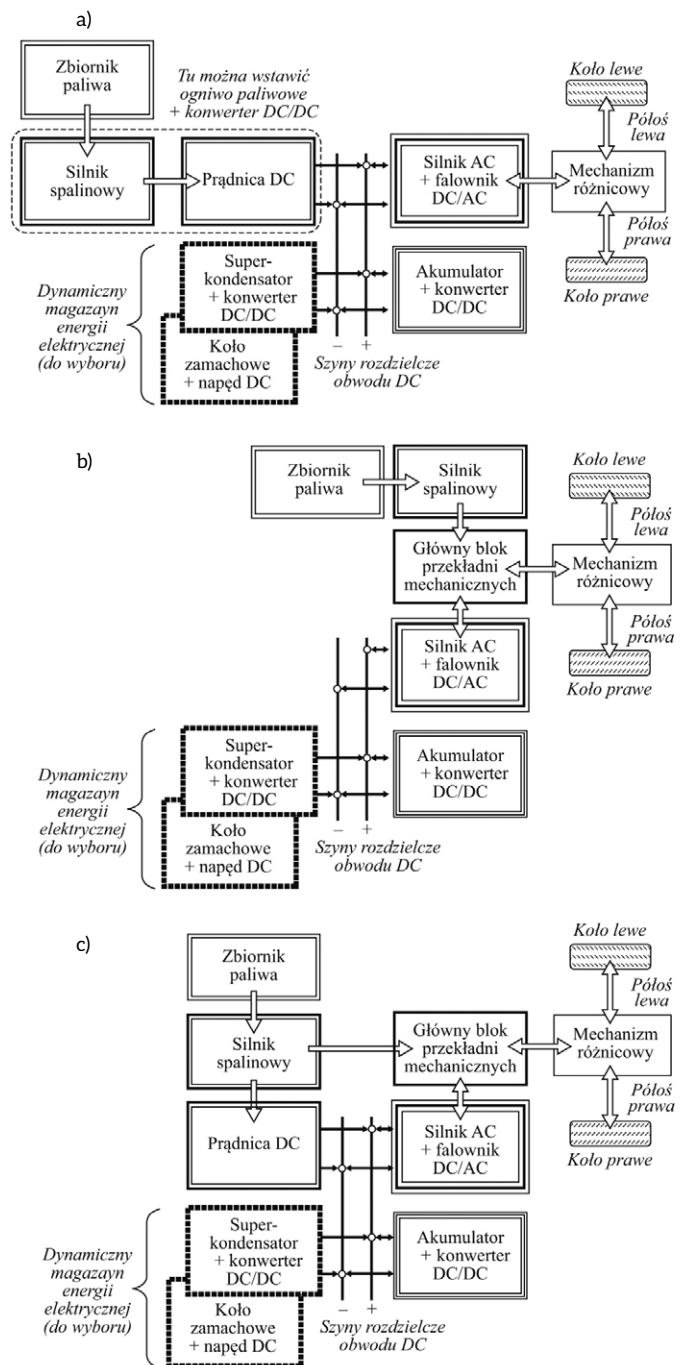 a)
Zbiornik
paliwa
Tu można wstawić
ogniwo paliwowe
+ konwerter DC/DC
Koło lewe
Półoś
lewa
Silnik
spalinowy
Prądnica DC
Silnik AC
+ falownik
DC/AC
Mechanizm
różnicowy
Półoś
prawa
Koło prawe
Dynamiczny
magazayn
energii
elektrycznej
(do wyboru)
Super-
kondensator
+ konwerter
DC/DC
Koło
zamachowe
+ napęd DC
Akumulator
+ konwerter
DC/DC
– +
Szyny rozdzielcze
obwodu DC
b)
Zbiornik
paliwa
Silnik
spalinowy
Koło lewe
Półoś
lewa
Główny blok
przekładni
mechanicznych
Mechanizm
różnicowy
Półoś
prawa
Koło prawe
Silnik AC
+ falownik
DC/AC
Dynamiczny
magazayn
energii
elektrycznej
(do wyboru)
Super-
kondensator
+ konwerter
DC/DC
Koło
zamachowe
+ napęd DC
Akumulator
+ konwerter
DC/DC
– +
Szyny rozdzielcze
obwodu DC
c)
Zbiornik
paliwa
Koło lewe
Półoś
lewa
Silnik
spalinowy
Główny blok
przekładni
mechanicznych
Mechanizm
różnicowy
Półoś
prawa
Koło prawe
Prądnica DC
Silnik AC
+ falownik
DC/AC
Dynamiczny
magazayn
energii
elektrycznej
(do wyboru)
Super-
kondensator
+ konwerter
DC/DC
Koło
zamachowe
+ napęd DC
Akumulator
+ konwerter
DC/DC
– +
Szyny rozdzielcze
obwodu DC